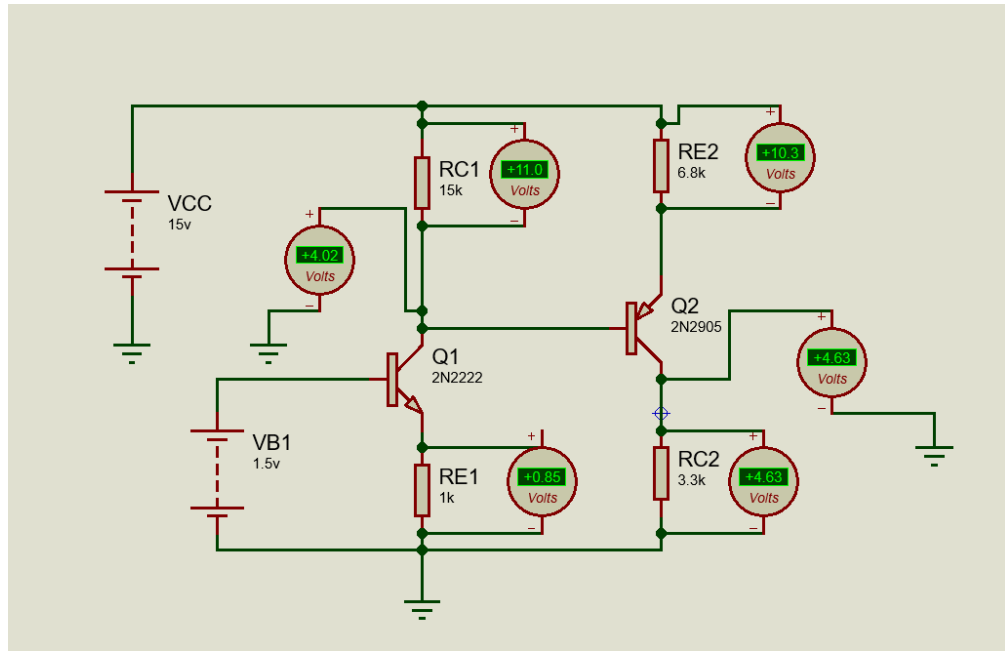 RC1
15k
+11.0
Volts
RE2
6.8k
+10.3
Volts
VCC
15v
+4.02
Volts
Q2
2N2905
Q1
2N2222
+4.63
Volts
VB1
1.5v
RE1
1k
+0.85
Volts
RC2
3.3k
+4.63
Volts